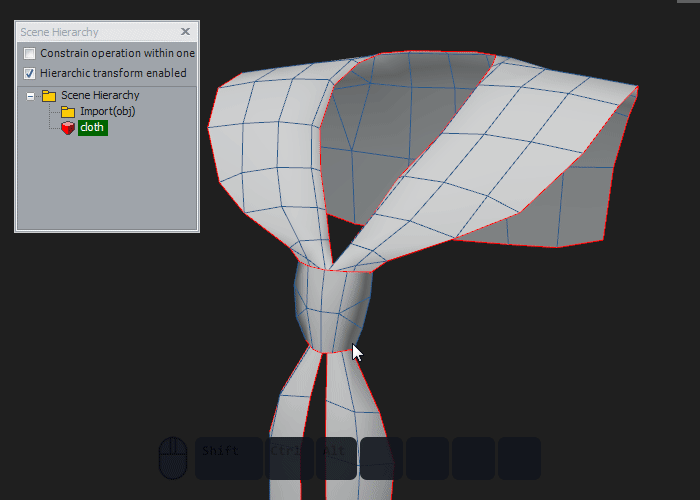 Scene Hierarchy
Constrain operation within one
Hierarchic transform enabled
Scene Hierarchy
Import(obj)
cloth
Shift Ctrl Alt